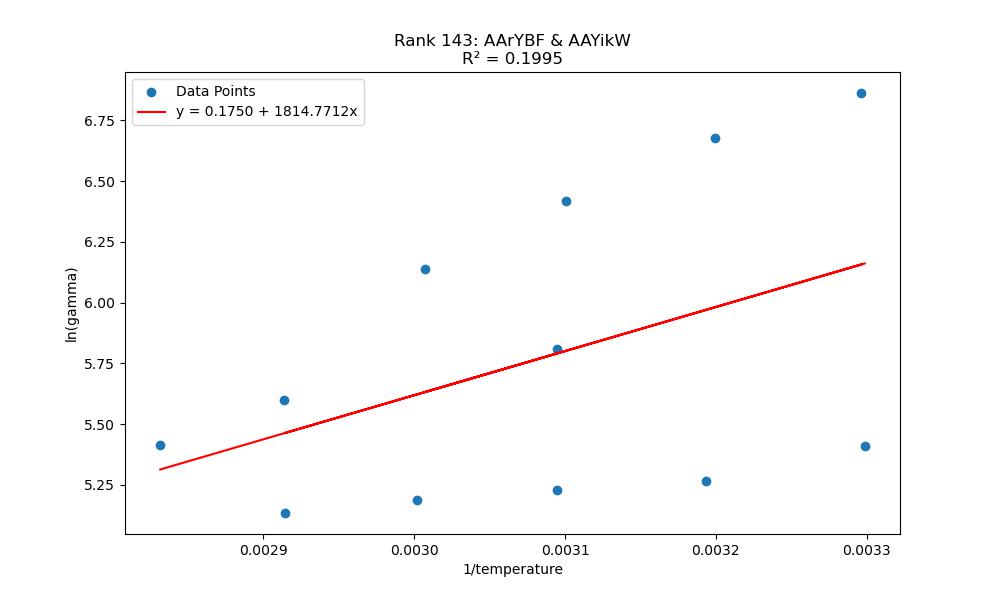 Rank 143: AArYBF & AAYikW
R² = 0.1995
Data Points
y = 0.1750 + 1814.7712x
6.75
6.50
6.25
6.00
5.75
5.50
5.25
ln(gamma)
0.0029 0.0030 0.0031 0.0032 0.0033
1/temperature